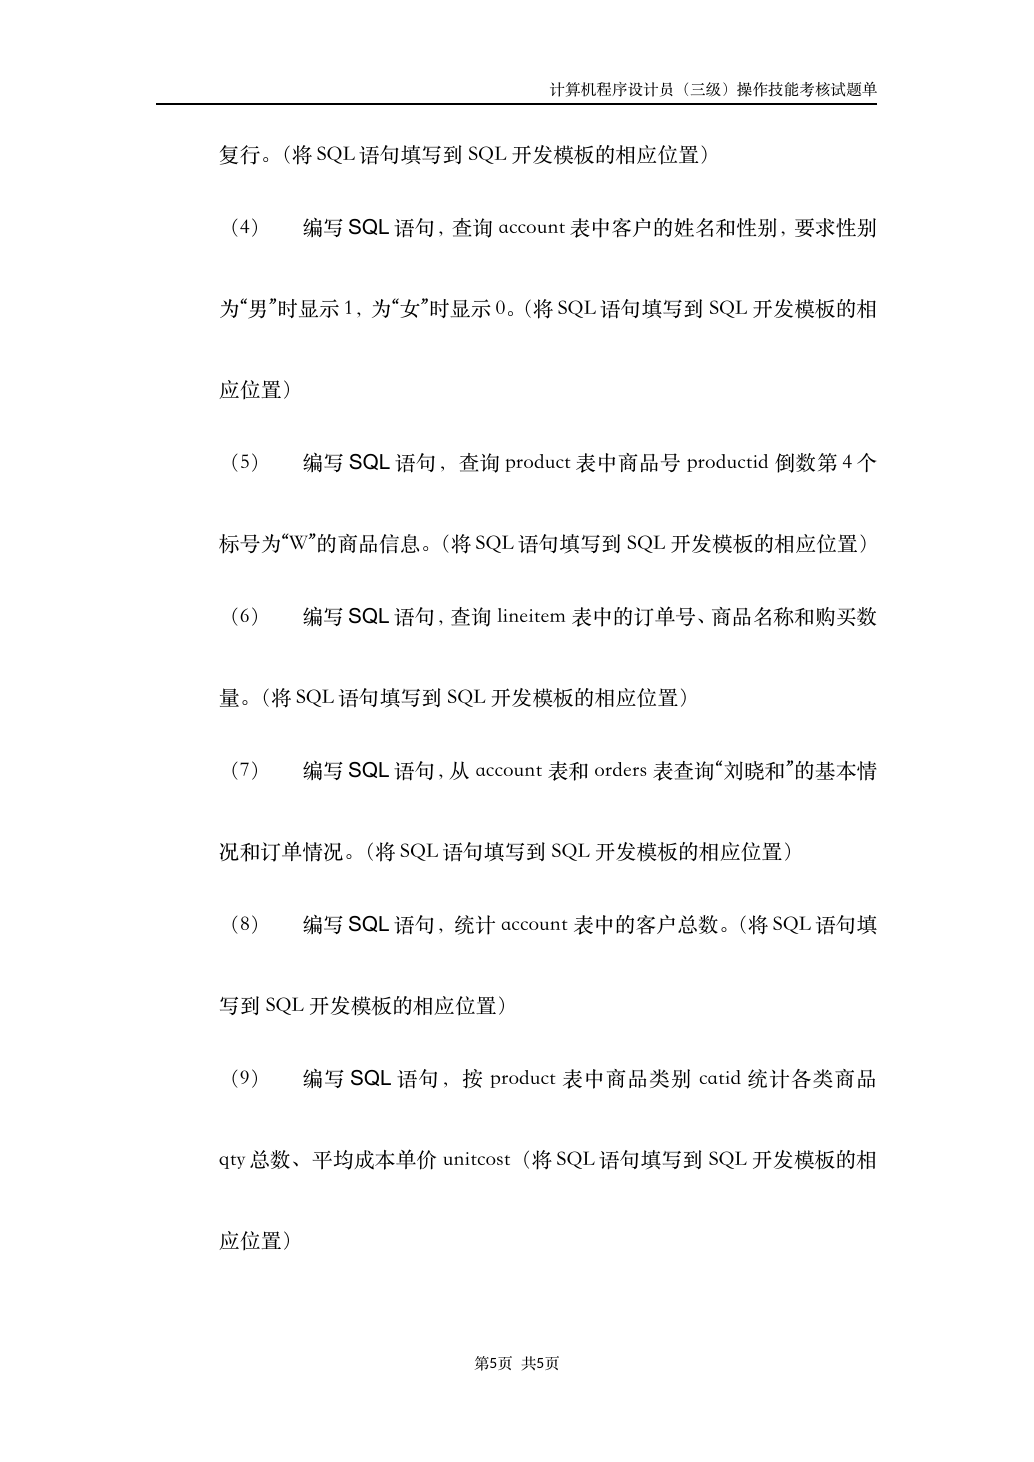 计算机程序设计员（三级）操作技能考核试题单
复行。（将 SQL 语句填写到 SQL 开发模板的相应位置）
（4） 编写 SQL 语句，查询 account 表中客户的姓名和性别，要求性别
为“男”时显示 1，为“女”时显示 0。（将 SQL 语句填写到 SQL 开发模板的相
应位置）
（5） 编写 SQL 语句，查询 product 表中商品号 productid 倒数第 4 个
标号为“W”的商品信息。（将 SQL 语句填写到 SQL 开发模板的相应位置）
（6） 编写 SQL 语句，查询 lineitem 表中的订单号、商品名称和购买数
量。（将 SQL 语句填写到 SQL 开发模板的相应位置）
（7） 编写 SQL 语句，从 account 表和 orders 表查询“刘晓和”的基本情
况和订单情况。（将 SQL 语句填写到 SQL 开发模板的相应位置）
（8） 编写 SQL 语句，统计 account 表中的客户总数。（将 SQL 语句填
写到 SQL 开发模板的相应位置）
（9） 编写 SQL 语句，按 product 表中商品类别 catid 统计各类商品
qty 总数、平均成本单价 unitcost（将 SQL 语句填写到 SQL 开发模板的相
应位置）
第5页 共5页